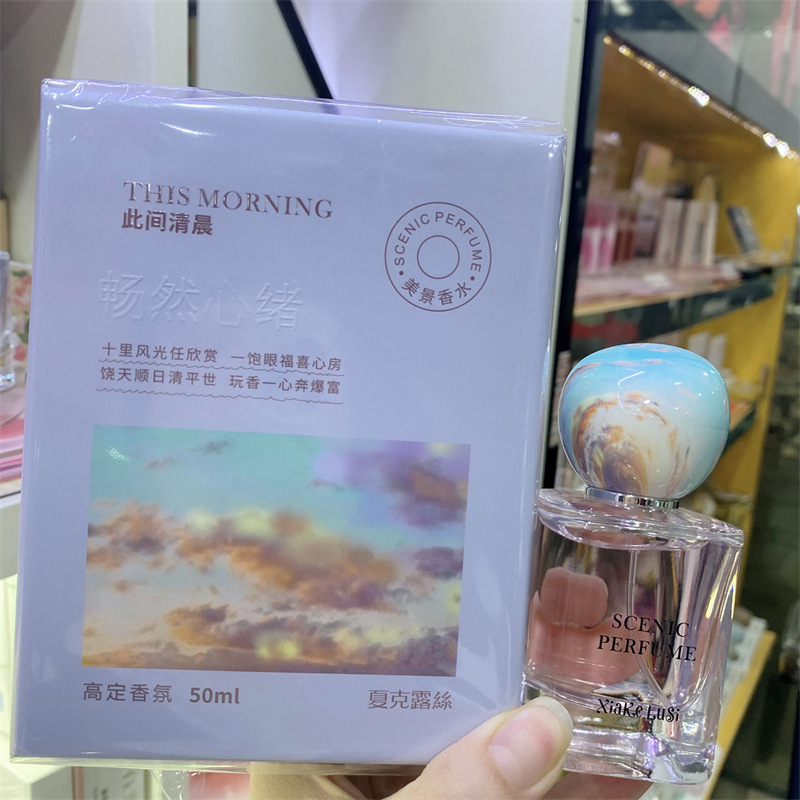 THIS MORNING
此间清晨
SCENIC PERFUME
美景香水
畅然心绪
十里风光任欣赏 一饱眼福喜心房
饶天顺日清平世 玩香一心奔爆富
高定香氛 50ml
夏克露絲
SCENIC
PERFUME
XiaKe LuSi